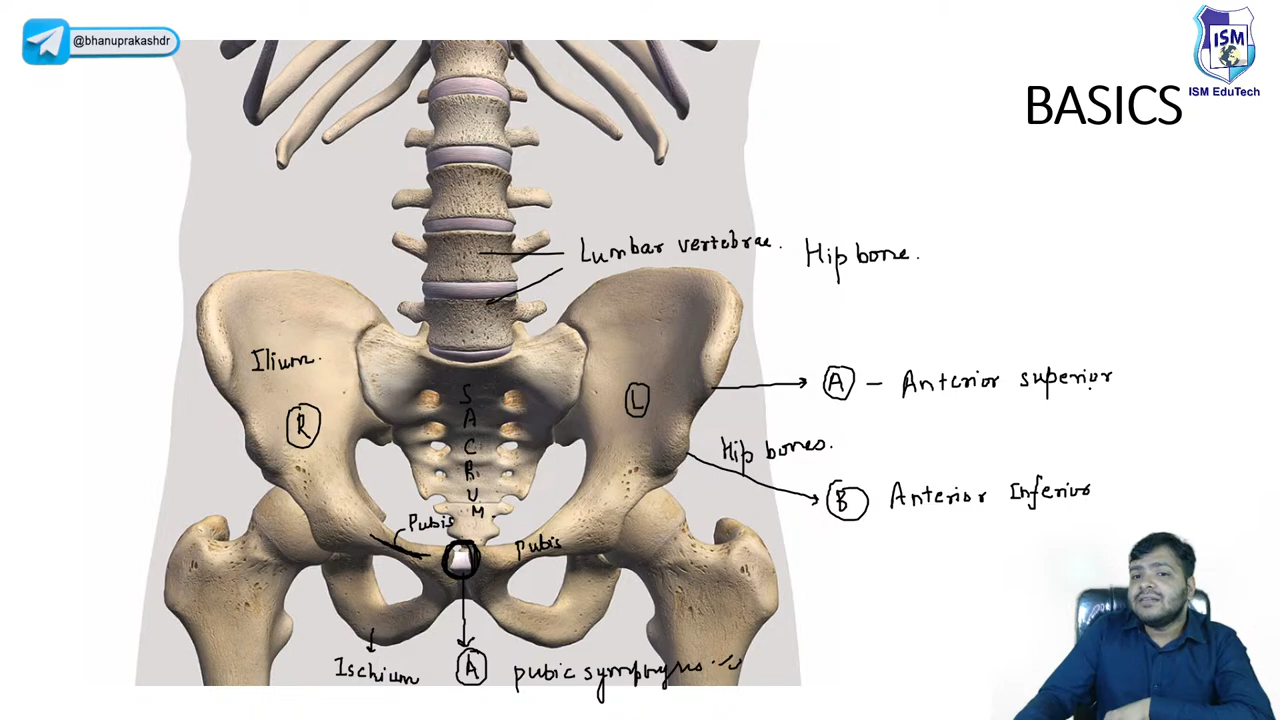 @bhanuprakashdr
ISM
ISM EduTech
BASICS
Lumbar vertebrae.
Hip bone.
Ilium.
R
L
SACRUM
A - Anterior superior
Hip bones.
B Anterior Inferior
Pubis
Pubis
Ischium
A pubic symphysis